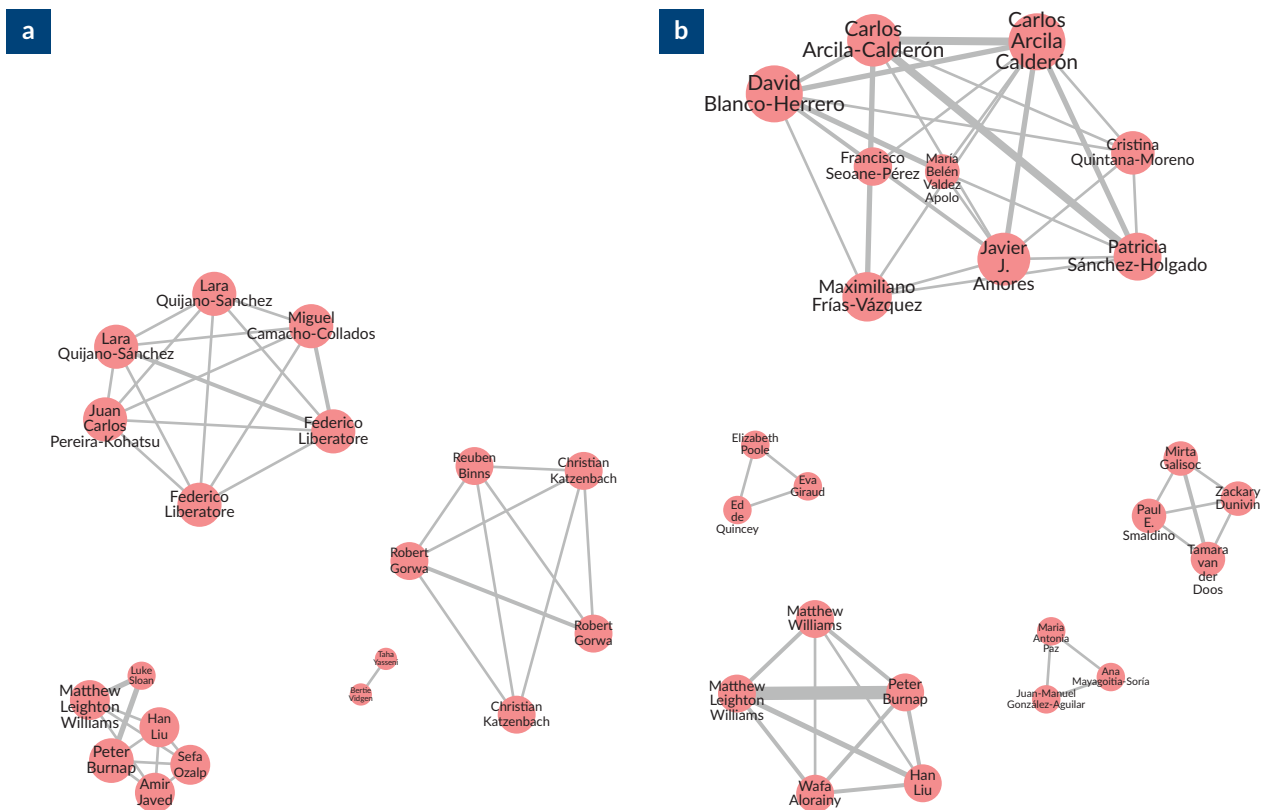 a
Lara
Quijano-Sanchez
Miguel
Camacho-Collados
Lara
Quijano-Sánchez
Juan
Carlos
Pereira-Kohatsu
Federico
Liberatore
Federico
Liberatore
Reuben
Binns
Christian
Katzenbach
Robert
Gorwa
Robert
Gorwa
Christian
Katzenbach
Taha
Yasseni
Bertie
Vidgen
Luke
Sloan
Matthew
Leighton
Williams
Han
Liu
Peter
Burnap
Sefa
Ozalp
Amir
Javed
b
Carlos
Arcila-Calderón
Carlos
Arcila
Calderón
David
Blanco-Herrero
Francisco
Seoane-Pérez
María
Belén
Valdez
Apolo
Cristina
Quintana-Moreno
Javier
J.
Amores
Patricia
Sánchez-Holgado
Maximiliano
Frías-Vázquez
Elizabeth
Poole
Eva
Giraud
Ed
de
Quincey
Mirta
Galisoc
Zackary
Dunivin
Paul
E.
Smaldino
Tamara
van
der
Doos
Matthew
Williams
Matthew
Leighton
Williams
Peter
Burnap
Wafa
Alorainy
Han
Liu
María
Antonia
Paz
Ana
Mayagoitia-Soría
Juan-Manuel
González-Aguilar